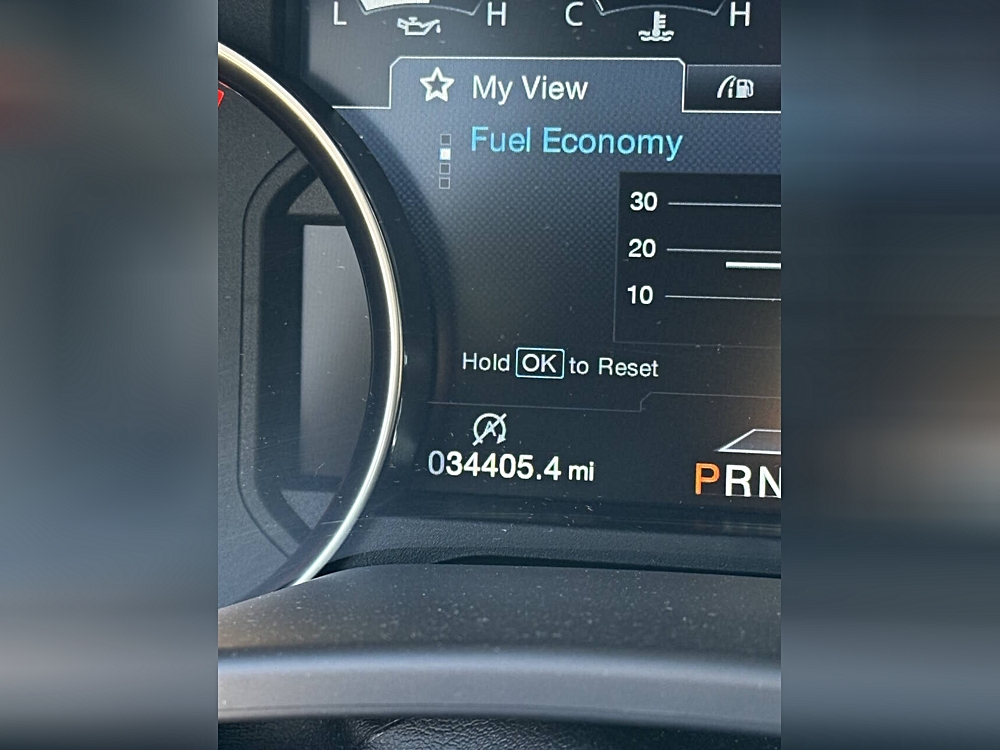 L H C H
My View
Fuel Economy
30
20
10
Hold OK to Reset
034405.4 mi
PRN